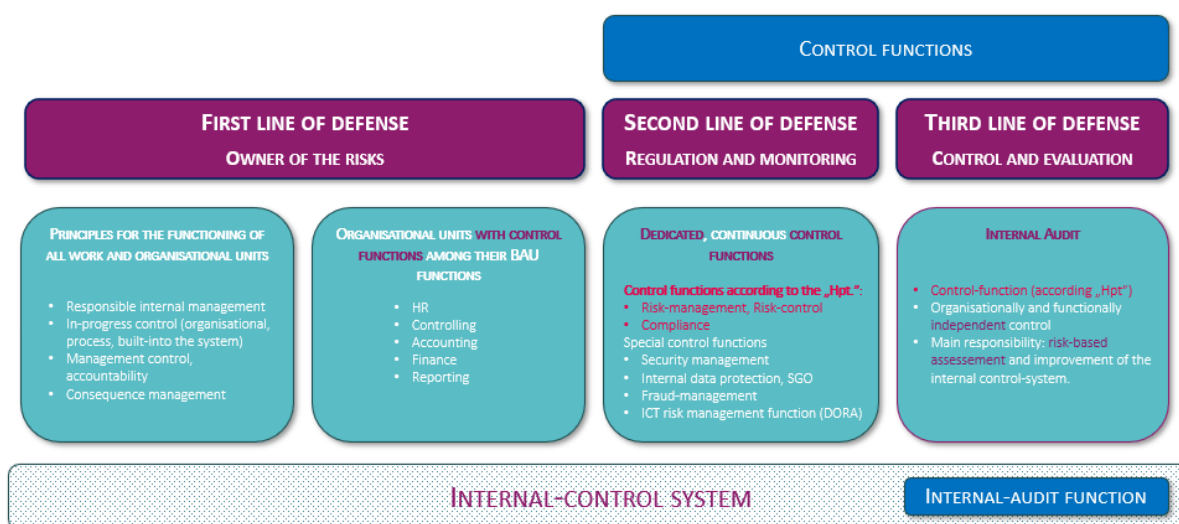 CONTROL FUNCTIONS
FIRST LINE OF DEFENSE
OWNER OF THE RISKS
SECOND LINE OF DEFENSE
REGULATION AND MONITORING
THIRD LINE OF DEFENSE
CONTROL AND EVALUATION
PRINCIPLES FOR THE FUNCTIONING OF
ALL WORK AND ORGANISATIONAL UNITS
• Responsible internal management
• In-progress control (organisational,
process, built-into the system)
• Management control,
accountability
• Consequence management
ORGANISATIONAL UNITS WITH CONTROL
FUNCTIONS AMONG THEIR BAU
FUNCTIONS
• HR
• Controlling
• Accounting
• Finance
• Reporting
DEDICATED, CONTINUOUS CONTROL
FUNCTIONS
Control functions according to the „Hpt.":
• Risk-management, Risk-control
• Compliance
Special control functions
• Security management
• Internal data protection, SGO
• Fraud-management
• ICT risk management function (DORA)
INTERNAL AUDIT
• Control-function (according „Hpt")
• Organisationally and functionally
independent control
• Main responsibility: risk-based
assessement and improvement of the
internal control-system.
INTERNAL-CONTROL SYSTEM
INTERNAL-AUDIT FUNCTION